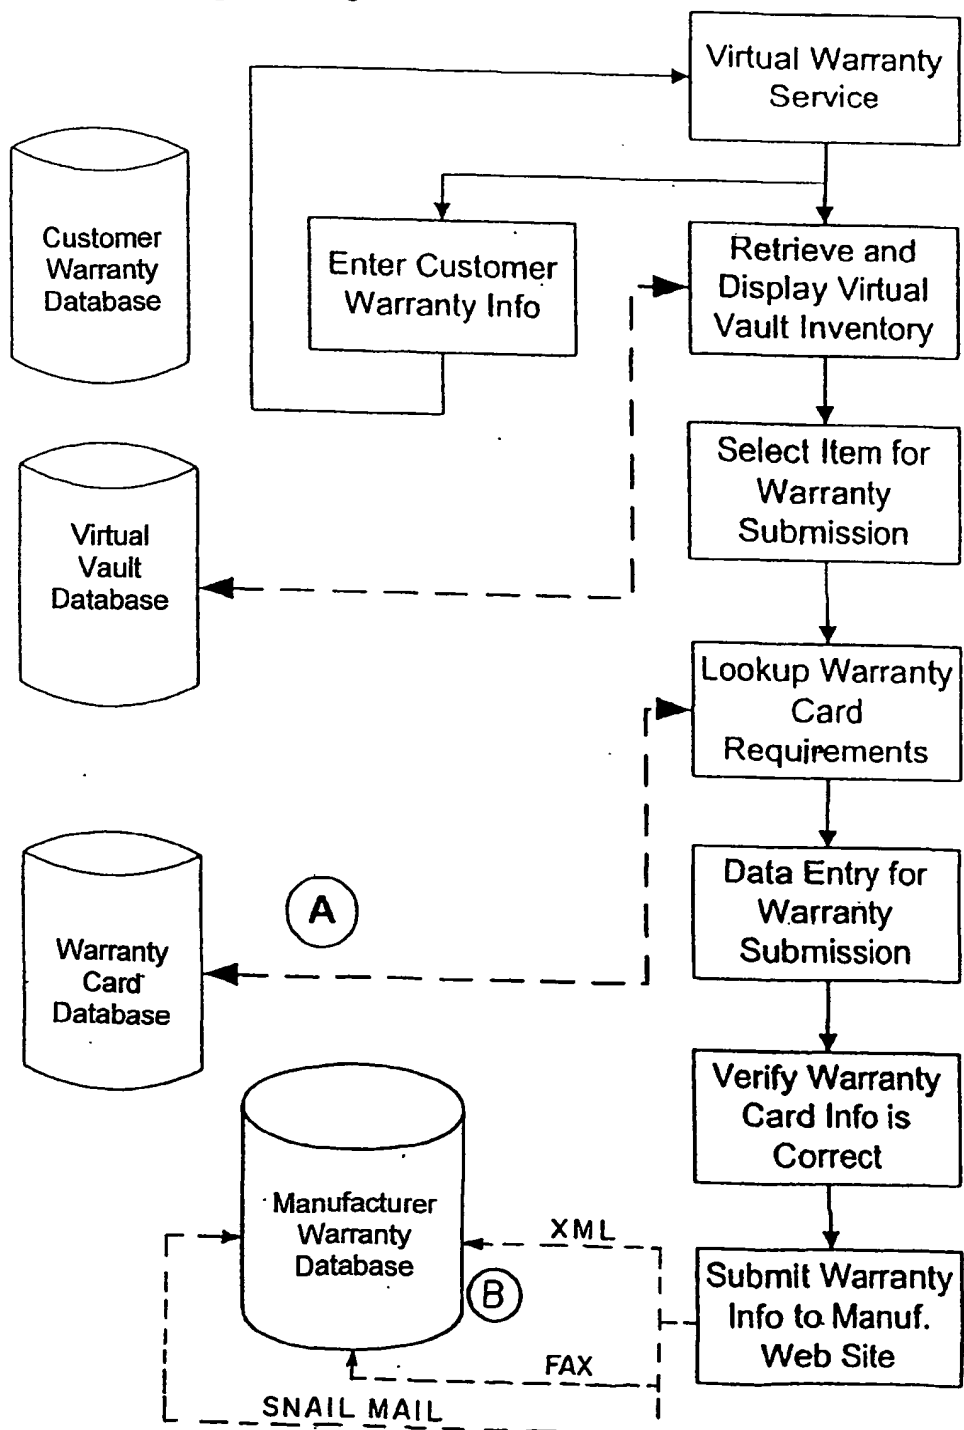 Virtual Warranty
Service
Customer
Warranty
Database
Enter Customer
Warranty Info
Retrieve and
Display Virtual
Vault Inventory
Select Item for
Warranty
Submission
Virtual
Vault
Database
Lookup Warranty
Card
Requirements
A
Data Entry for
Warranty
Submission
Warranty
Card
Database
Verify Warranty
Card Info is
Correct
Manufacturer
Warranty
Database
XML
B
Submit Warranty
Info to Manuf.
Web Site
FAX
SNAIL MAIL